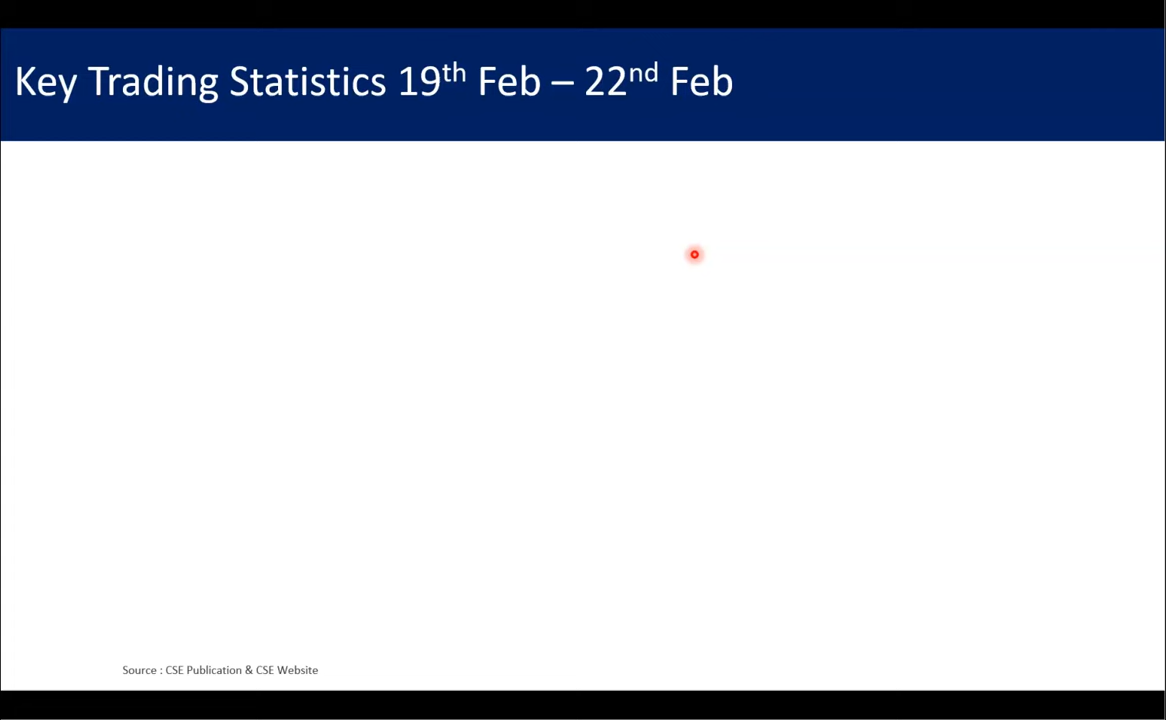 Key Trading Statistics 19th Feb – 22nd Feb
Source : CSE Publication & CSE Website